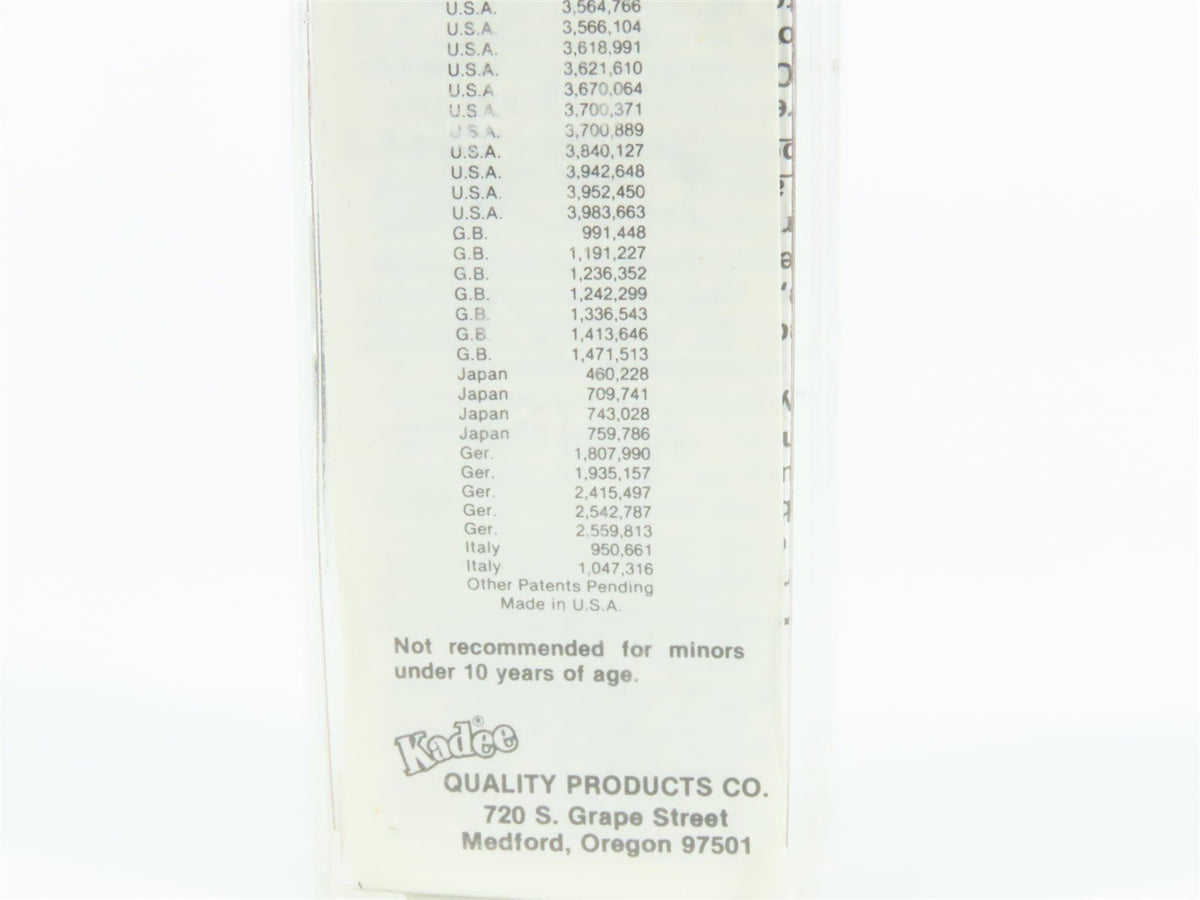 U.S.A. 3,564,766
U.S.A. 3,566,104
U.S.A. 3,618,991
U.S.A. 3,621,610
U.S.A 3,670,064
U.S A. 3,700,371
S A. 3,700,889
U.S.A. 3,840,127
U.S.A. 3,942,648
U.S.A. 3,952,450
U.S.A. 3,983,663
G.B. 991,448
G.B. 1,191,227
G.B. 1,236,352
G.B. 1,242,299
G.B. 1,336,543
G.B. 1,413,646
G.B. 1,471,513
Japan 460,228
Japan 709,741
Japan 743,028
Japan 759,786
Ger. 1,807,990
Ger. 1,935,157
Ger. 2,415,497
Ger. 2,542,787
Ger. 2,559,813
Italy 950,661
Italy 1,047,316
Other Patents Pending
Made in U.S.A.
Not recommended for minors
under 10 years of age.
Kadee®
QUALITY PRODUCTS CO.
720 S. Grape Street
Medford, Oregon 97501